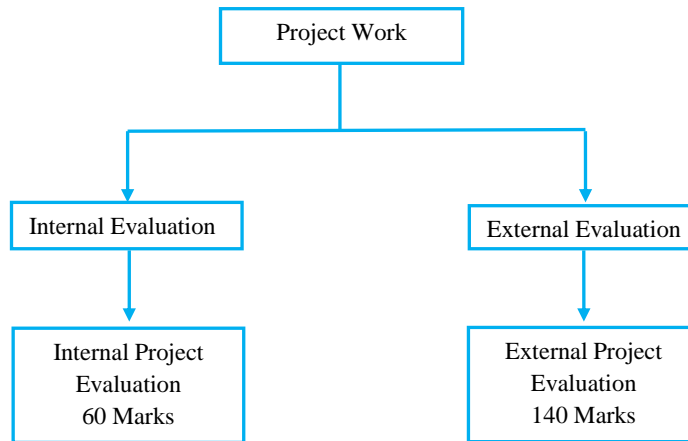 Project Work
Internal Evaluation
External Evaluation
Internal Project
Evaluation
60 Marks
External Project
Evaluation
140 Marks